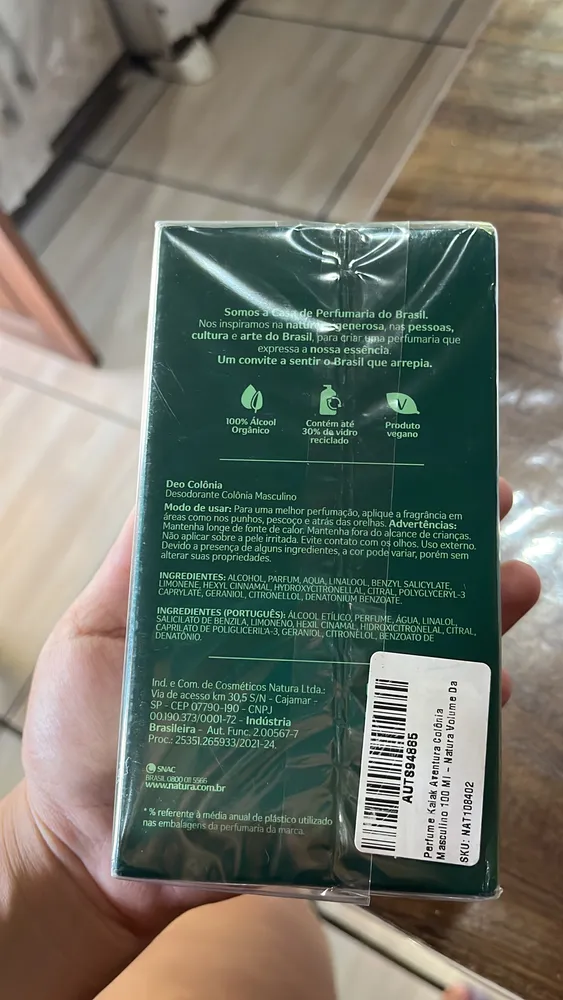 Somos a Casa de Perfumaria do Brasil.
Nos inspiramos na natureza generosa, nas pessoas,
cultura e arte do Brasil, para criar uma perfumaria que
expressa a nossa essência.
Um convite a sentir o Brasil que arrepia.
100% Álcool
Orgânico
Contém até
30% de vidro
reciclado
Produto
vegano
Deo Colônia
Desodorante Colônia Masculino
Modo de usar: Para uma melhor perfumação, aplique a fragrância em
áreas como nos punhos, pescoço e atrás das orelhas. Advertências:
Mantenha longe de fonte de calor. Mantenha fora do alcance de crianças.
Não aplicar sobre a pele irritada. Evite contato com os olhos. Uso externo.
Devido a presença de alguns ingredientes, a cor pode variar, porém sem
alterar suas propriedades.
INGREDIENTES: ALCOHOL, PARFUM, AQUA, LINALOOL, BENZYL SALICYLATE,
LIMONENE, HEXYL CINNAMAL, HYDROXYCITRONELLAL, CITRAL, POLYGLYCERYL-3
CAPRYLATE, GERANIOL, CITRONELLOL, DENATONIUM BENZOATE.
INGREDIENTES (PORTUGUÊS): ÁLCOOL ETÍLICO, PERFUME, ÁGUA, LINALOL,
SALICILATO DE BENZILA, LIMONENO, HEXIL CINAMAL, HIDROXICITRONELAL, CITRAL,
CAPRILATO DE POLIGLICERILA-3, GERANIOL, CITRONELOL, BENZOATO DE
DENATÔNIO.
Ind. e Com. de Cosméticos Natura Ltda.:
Via de acesso km 30,5 S/N - Cajamar -
SP - CEP 07790-190 - CNPJ
00.190.373/0001-72 - Indústria
Brasileira - Aut. Func. 2.00567-7
Proc.: 25351.265933/2021-24.
SNAC
BRASIL 0800 011 5566
www.natura.com.br
* % referente à média anual de plástico utilizado
nas embalagens da perfumaria da marca.
AUT894885
Perfume Kaiak Aventura Colônia
Masculino 100 Ml - Natura Volume Da
SKU: NAT108402